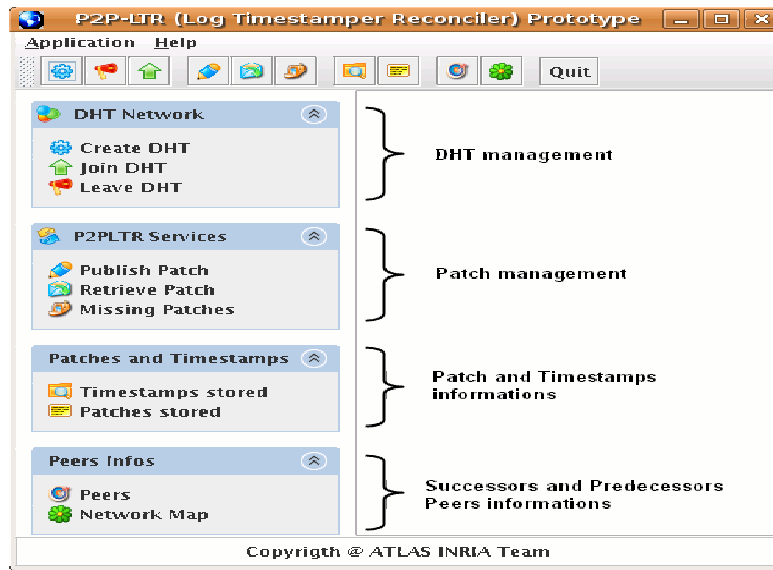 P2P-LTR (Log Timestamper Reconciler) Prototype
Application Help
Quit
DHT Network
Create DHT
Join DHT
Leave DHT
DHT management
P2PLTR Services
Publish Patch
Retrieve Patch
Missing Patches
Patch management
Patches and Timestamps
Timestamps stored
Patches stored
Patch and Timestamps
informations
Peers Infos
Peers
Network Map
Successors and Predecessors
Peers informations
Copyrigth @ ATLAS INRIA Team